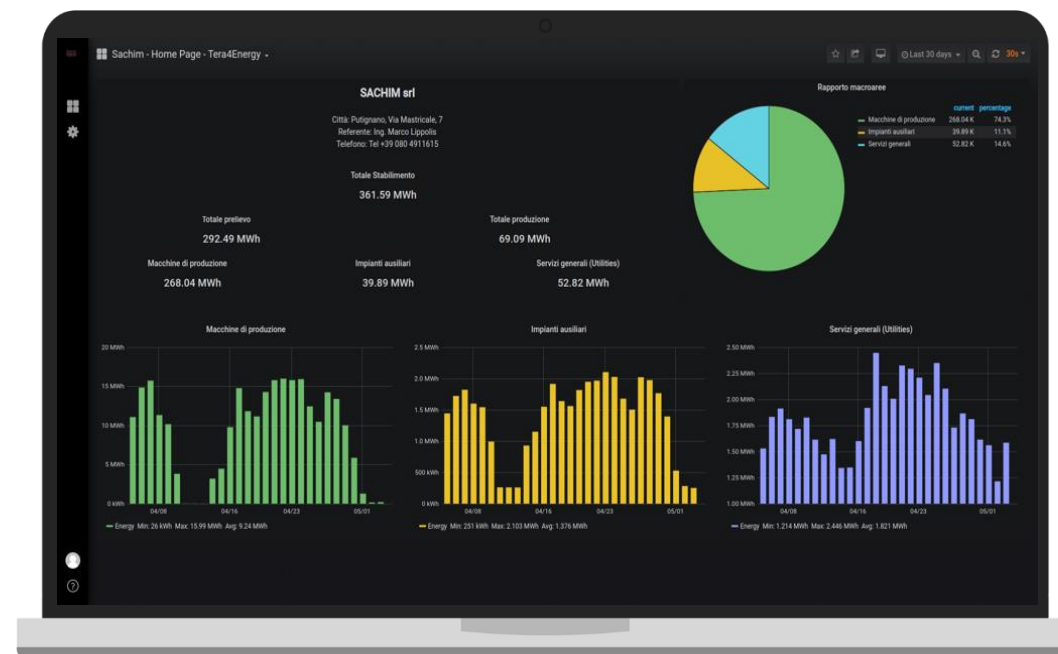 Sachim - Home Page - Tera4Energy
Last 30 days
30s
SACHIM srl
Città: Putignano, Via Mastricale, 7
Referente: Ing. Marco Lippolis
Telefono: Tel +39 080 4911615
Totale Stabilimento
361.59 MWh
Totale prelievo
292.49 MWh
Totale produzione
69.09 MWh
Macchine di produzione
268.04 MWh
Impianti ausiliari
39.89 MWh
Servizi generali (Utilities)
52.82 MWh
Rapporto macroaree
current percentage
Macchine di produzione 268.04 K 74.3%
Impianti ausiliari 39.89 K 11.1%
Servizi generali 52.82 K 14.6%
Macchine di produzione
20 MWh
15 MWh
10 MWh
5 MWh
0 kWh
04/08 04/16 04/23 05/01
Energy Min: 26 kWh Max: 15.99 MWh Avg: 9.24 MWh
Impianti ausiliari
2.5 MWh
2.0 MWh
1.5 MWh
1.0 MWh
500 kWh
0 kWh
04/08 04/16 04/23 05/01
Energy Min: 251 kWh Max: 2.103 MWh Avg: 1.376 MWh
Servizi generali (Utilities)
2.50 MWh
2.25 MWh
2.00 MWh
1.75 MWh
1.50 MWh
1.25 MWh
1.00 MWh
04/08 04/16 04/23 05/01
Energy Min: 1.214 MWh Max: 2.446 MWh Avg: 1.821 MWh